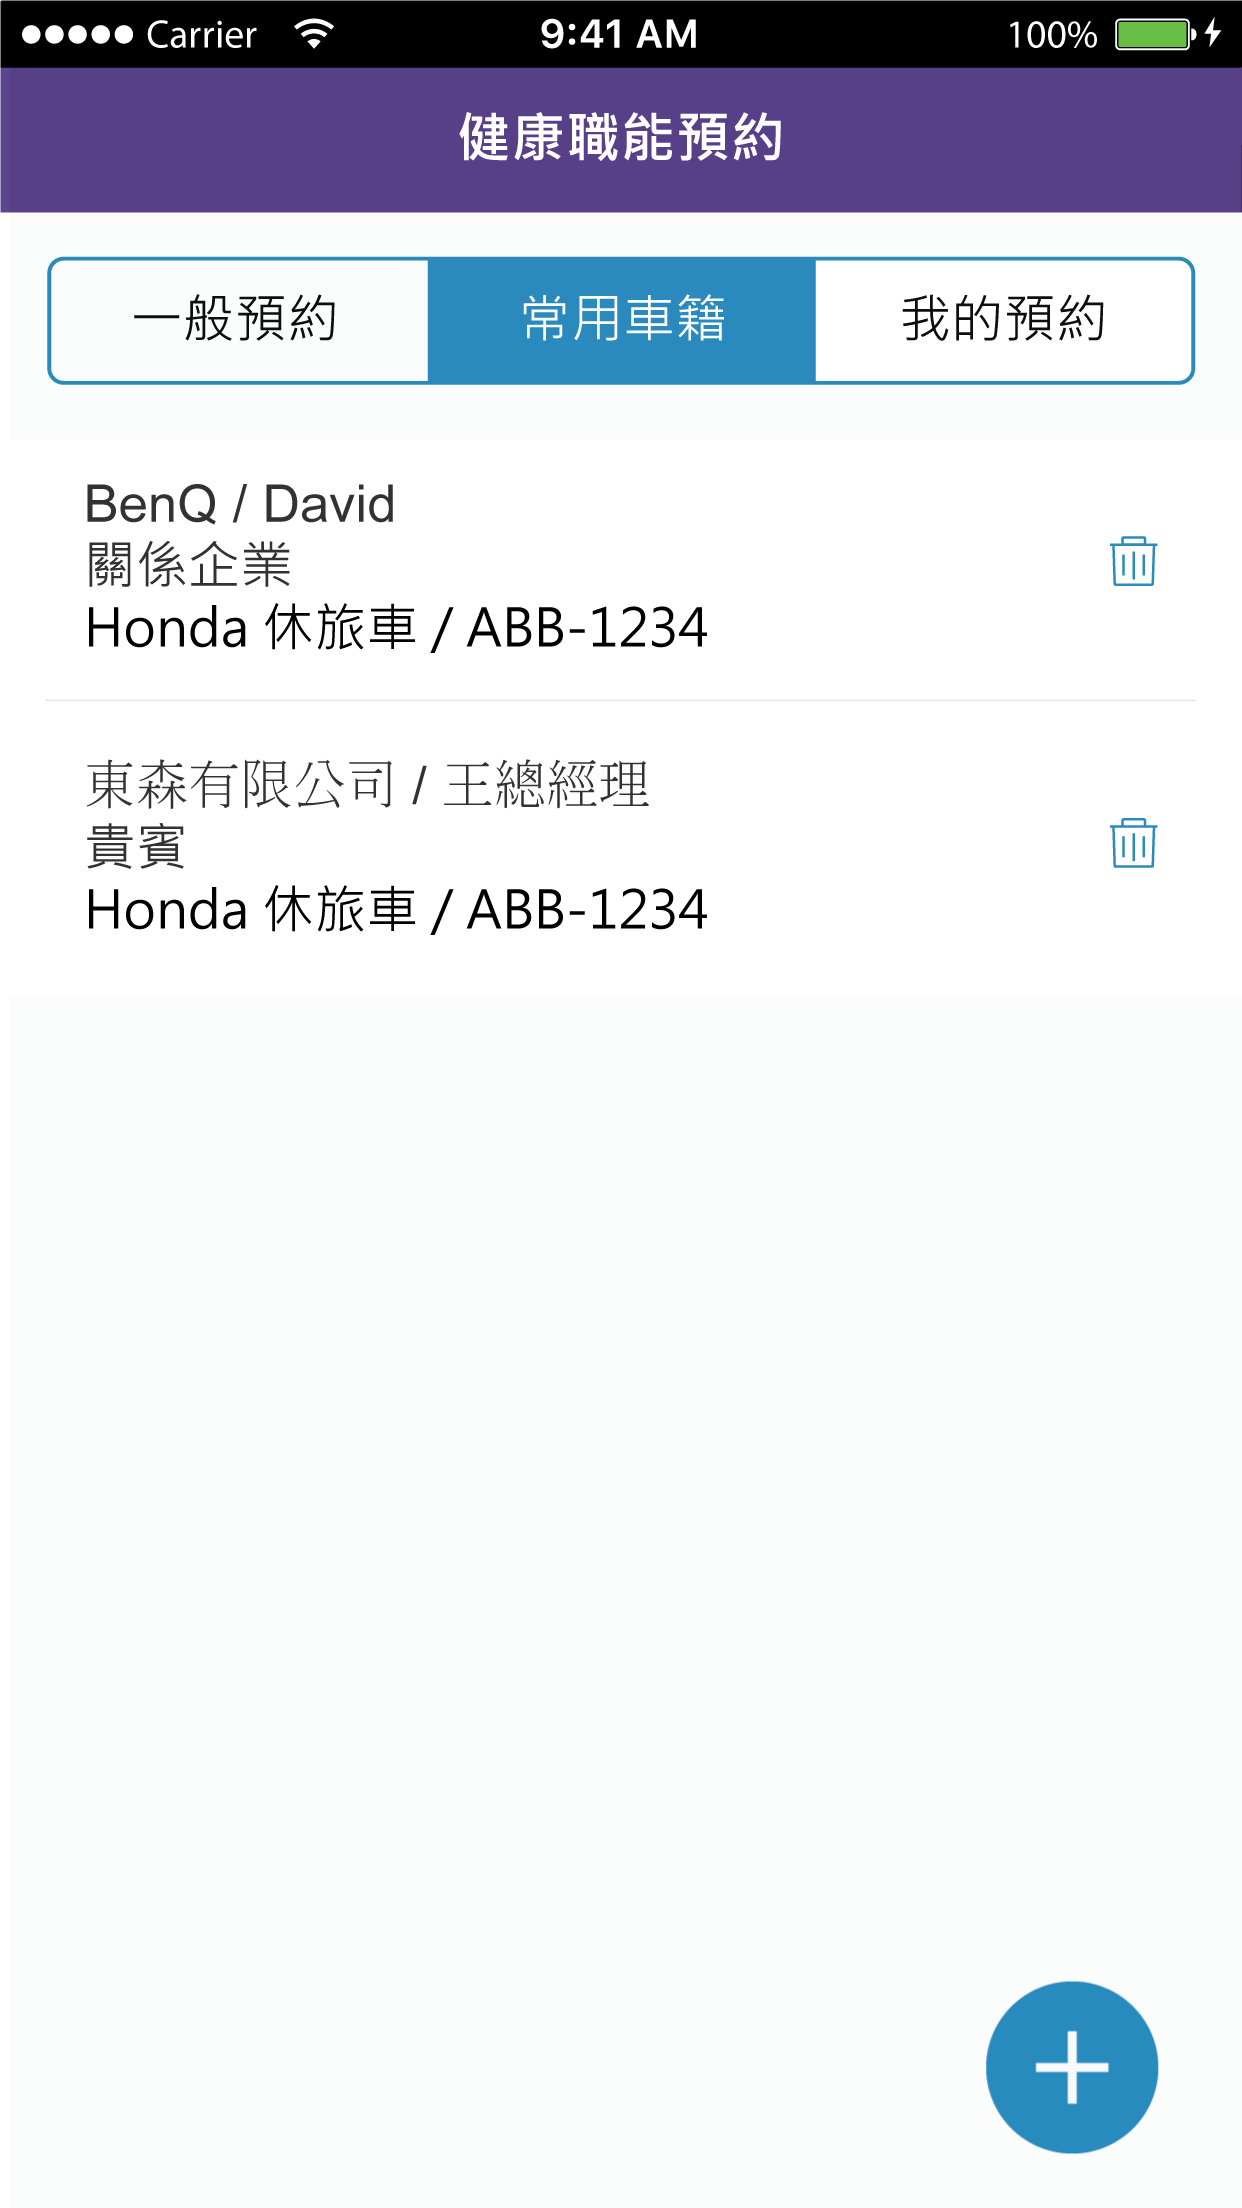 Carrier 9:41 AM 100%
健康職能預約
一般預約 常用車籍 我的預約
BenQ / David
關係企業
Honda 休旅車 / ABB-1234
東森有限公司 / 王總經理
貴賓
Honda 休旅車 / ABB-1234